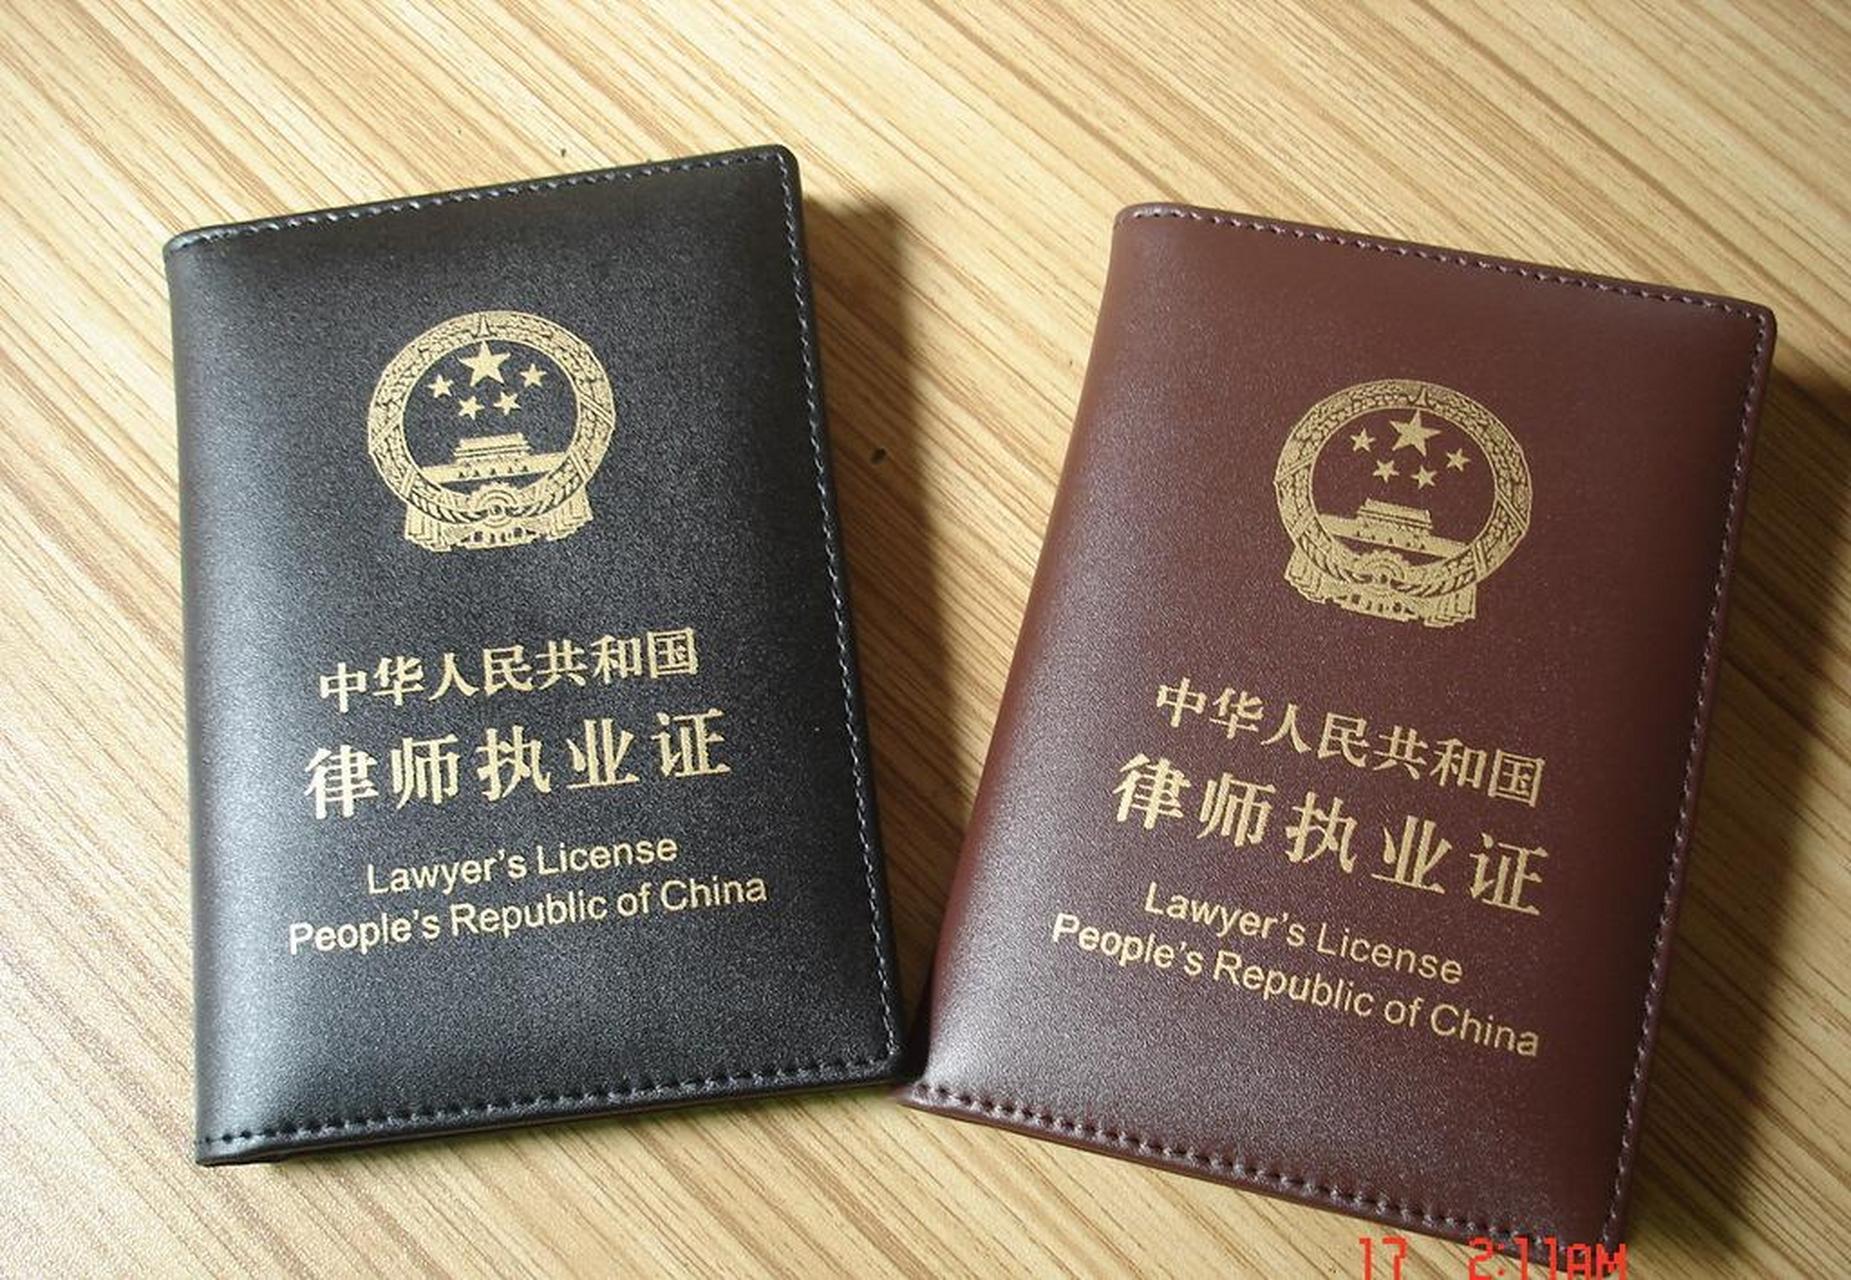 中华人民共和国
律师执业证
Lawyer's License
People's Republic of China
中华人民共和国
律师执业证
Lawyer's License
People's Republic of China
17 2:11AM